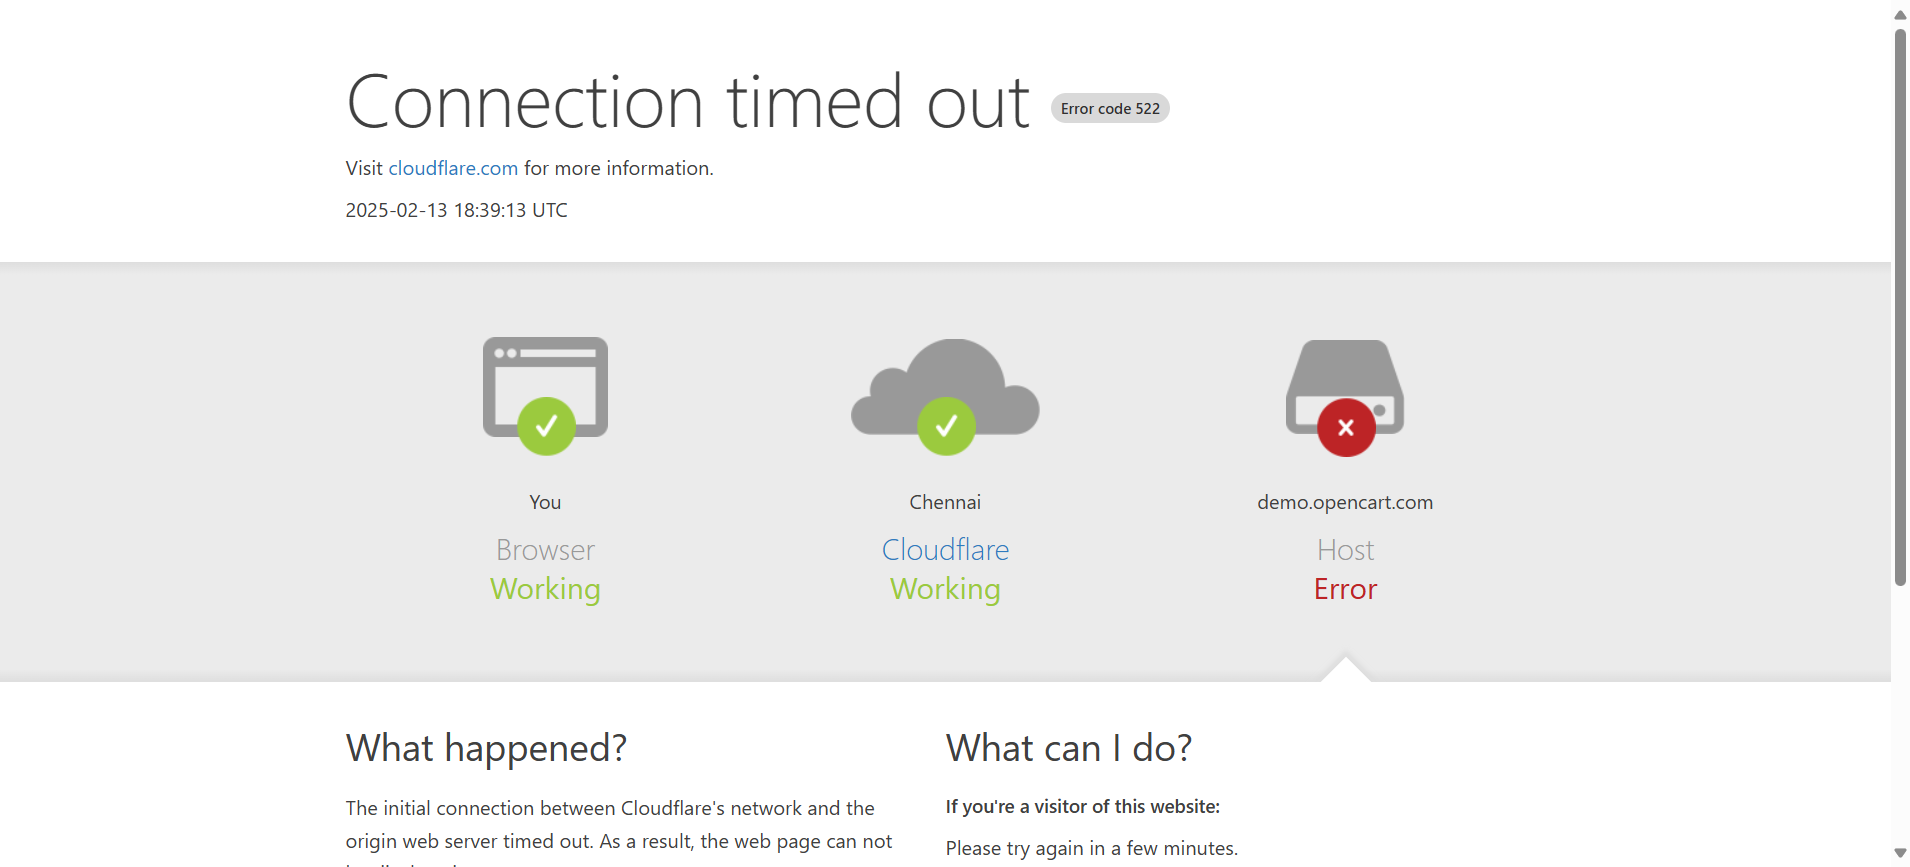 Connection timed out Error code 522
Visit cloudflare.com for more information.
2025-02-13 18:39:13 UTC
You
Browser
Working
Chennai
Cloudflare
Working
demo.opencart.com
Host
Error
What happened?
The initial connection between Cloudflare's network and the
origin web server timed out. As a result, the web page can not
What can I do?
If you're a visitor of this website:
Please try again in a few minutes.